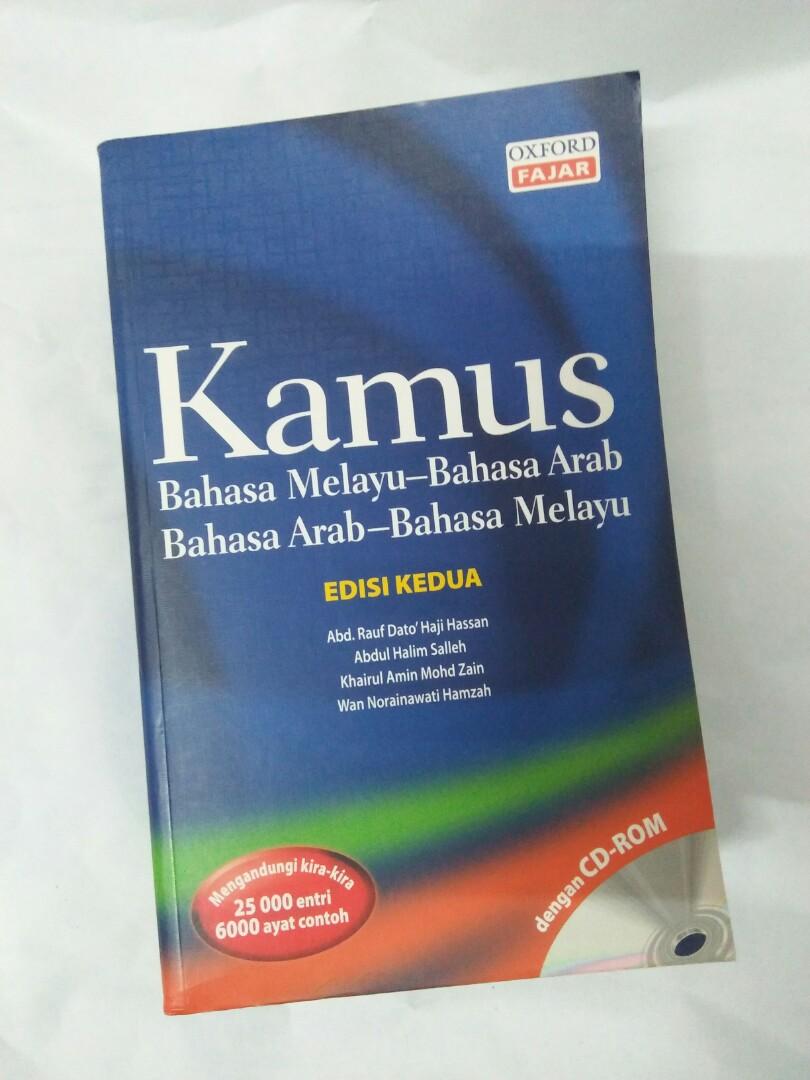 OXFORD
FAJAR
Kamus
Bahasa Melayu–Bahasa Arab
Bahasa Arab–Bahasa Melayu
EDISI KEDUA
Abd. Rauf Dato' Haji Hassan
Abdul Halim Salleh
Khairul Amin Mohd Zain
Wan Norainawati Hamzah
Mengandungi kira-kira
25 000 entri
6000 ayat contoh
dengan CD-ROM